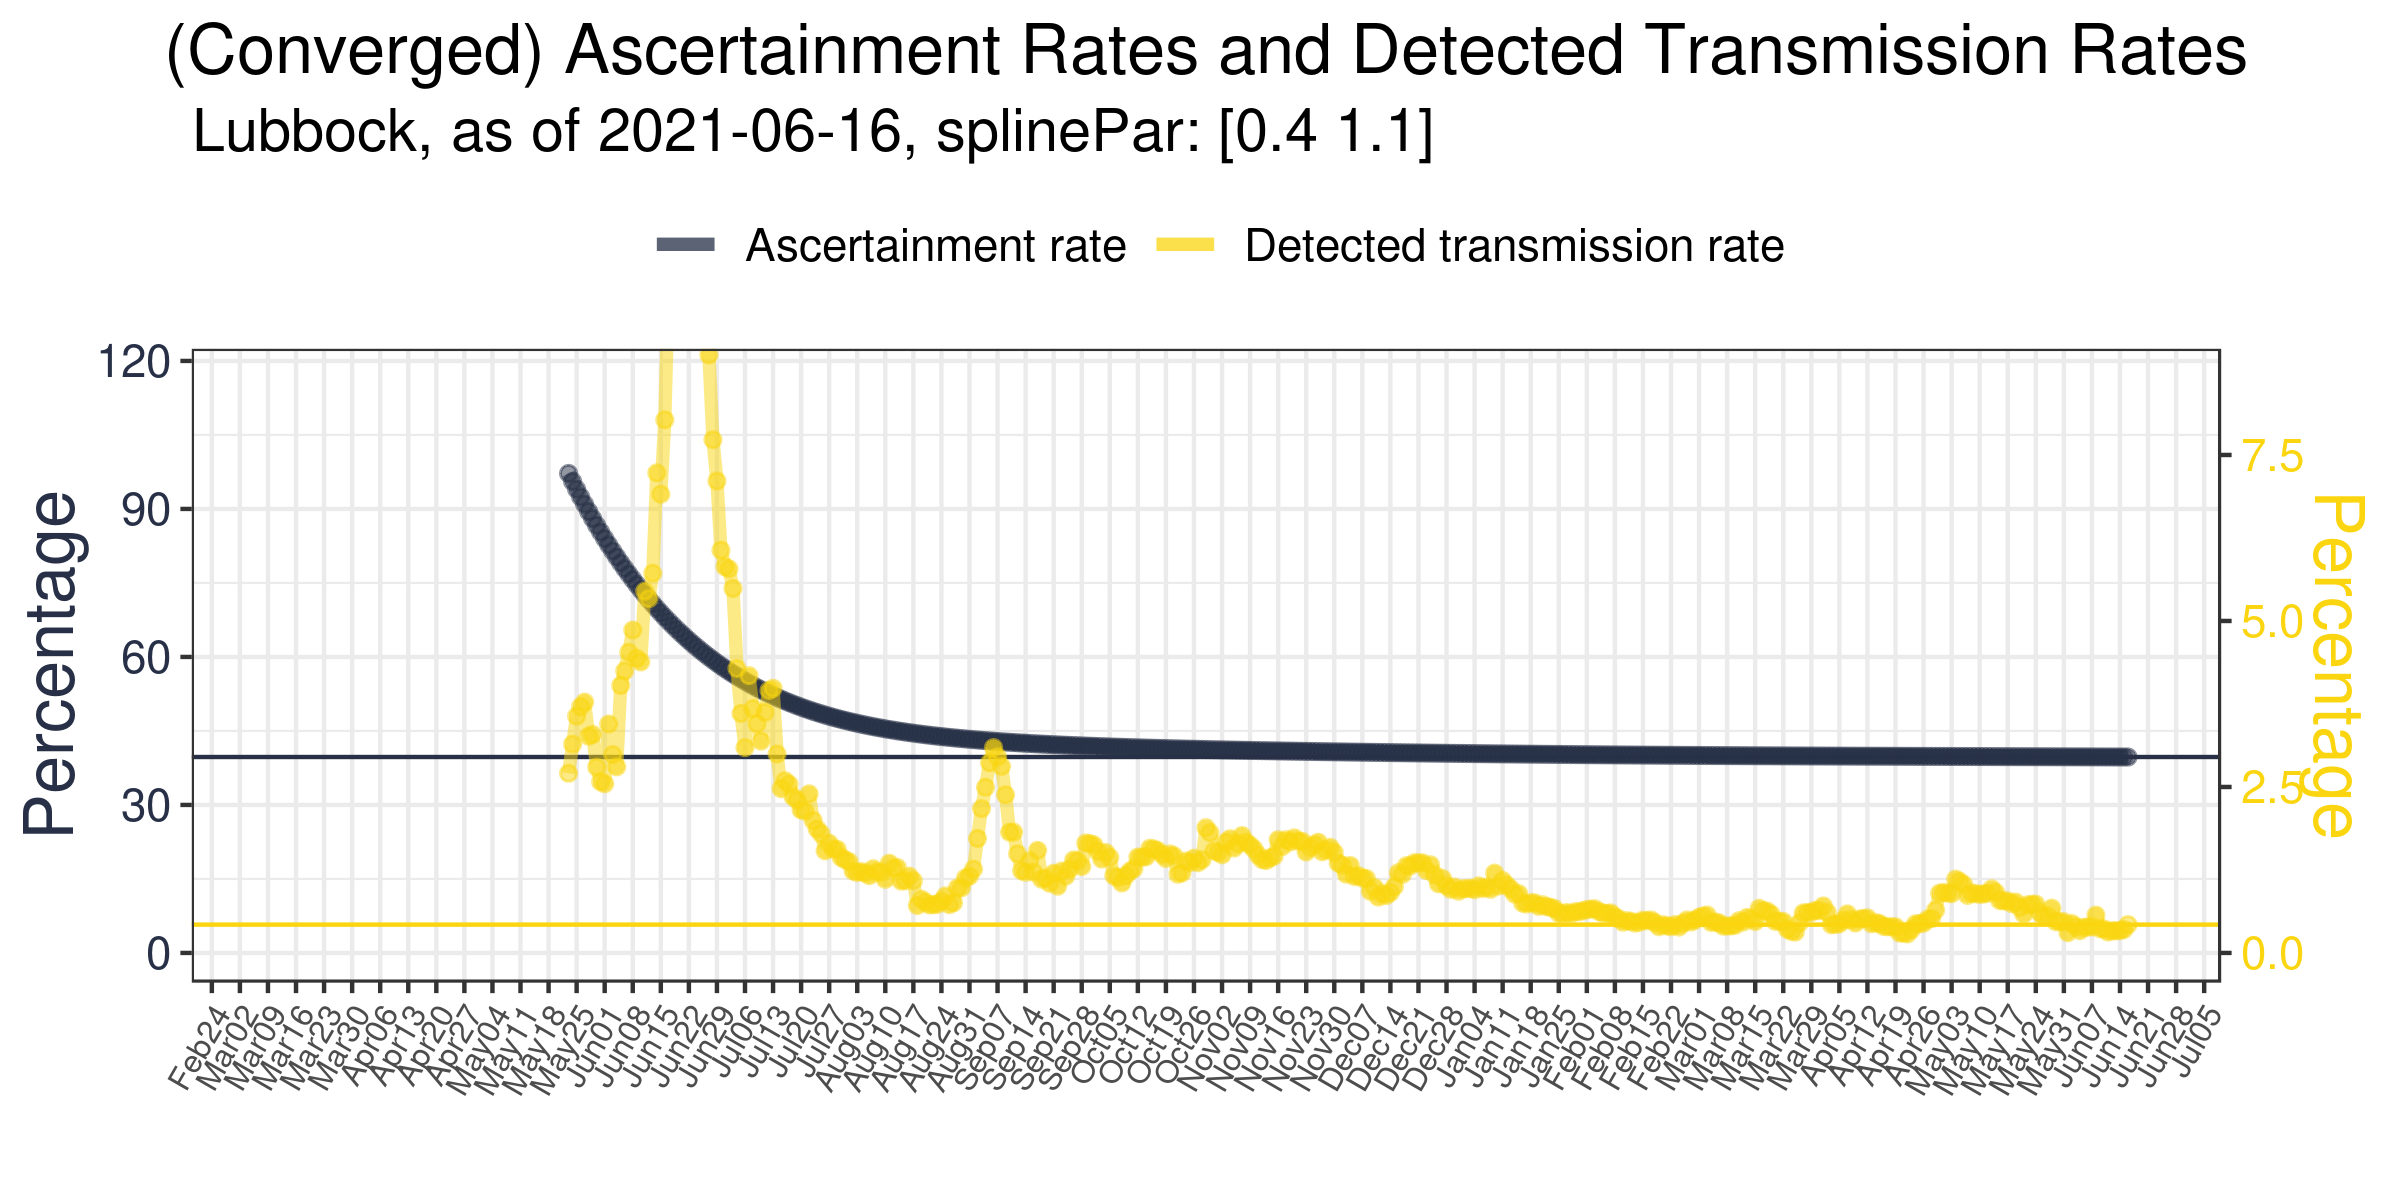 (Converged) Ascertainment Rates and Detected Transmission Rates
Lubbock, as of 2021-06-16, splinePar: [0.4 1.1]
Ascertainment rate
Detected transmission rate
Percentage
120
90
60
30
0
7.5
5.0
2.5
0.0
Percentage
Feb24
Mar02
Mar09
Mar16
Mar23
Mar30
Apr06
Apr13
Apr20
Apr27
May04
May11
May18
May25
Jun01
Jun08
Jun15
Jun22
Jun29
Jul06
Jul13
Jul20
Jul27
Aug03
Aug10
Aug17
Aug24
Aug31
Sep07
Sep14
Sep21
Sep28
Oct05
Oct12
Oct19
Oct26
Nov02
Nov09
Nov16
Nov23
Nov30
Dec07
Dec14
Dec21
Dec28
Jan04
Jan11
Jan18
Jan25
Feb01
Feb08
Feb15
Feb22
Mar01
Mar08
Mar15
Mar22
Mar29
Apr05
Apr12
Apr19
Apr26
May03
May10
May17
May24
May31
Jun07
Jun14
Jun21
Jun28
Jul05